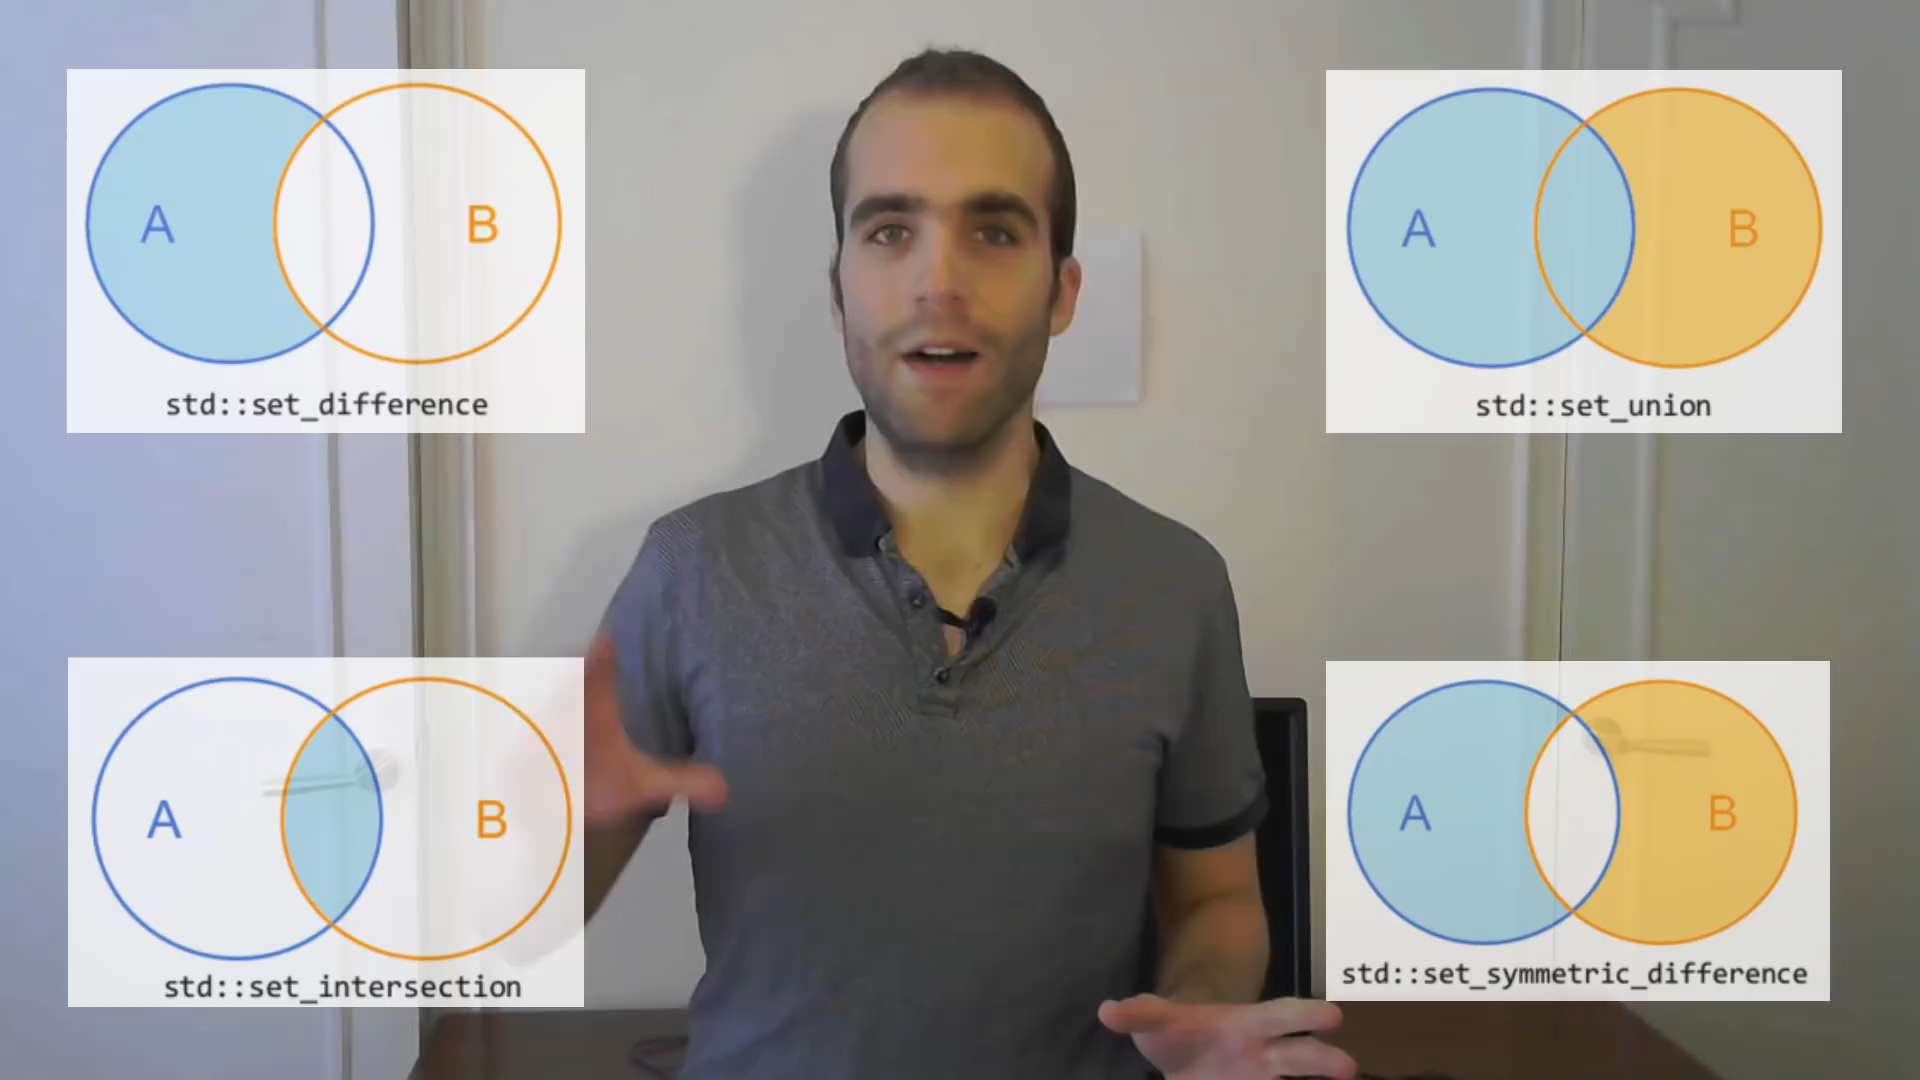 A B
std::set_difference
A B
std::set_union
A B
std::set_intersection
A B
std::set_symmetric_difference